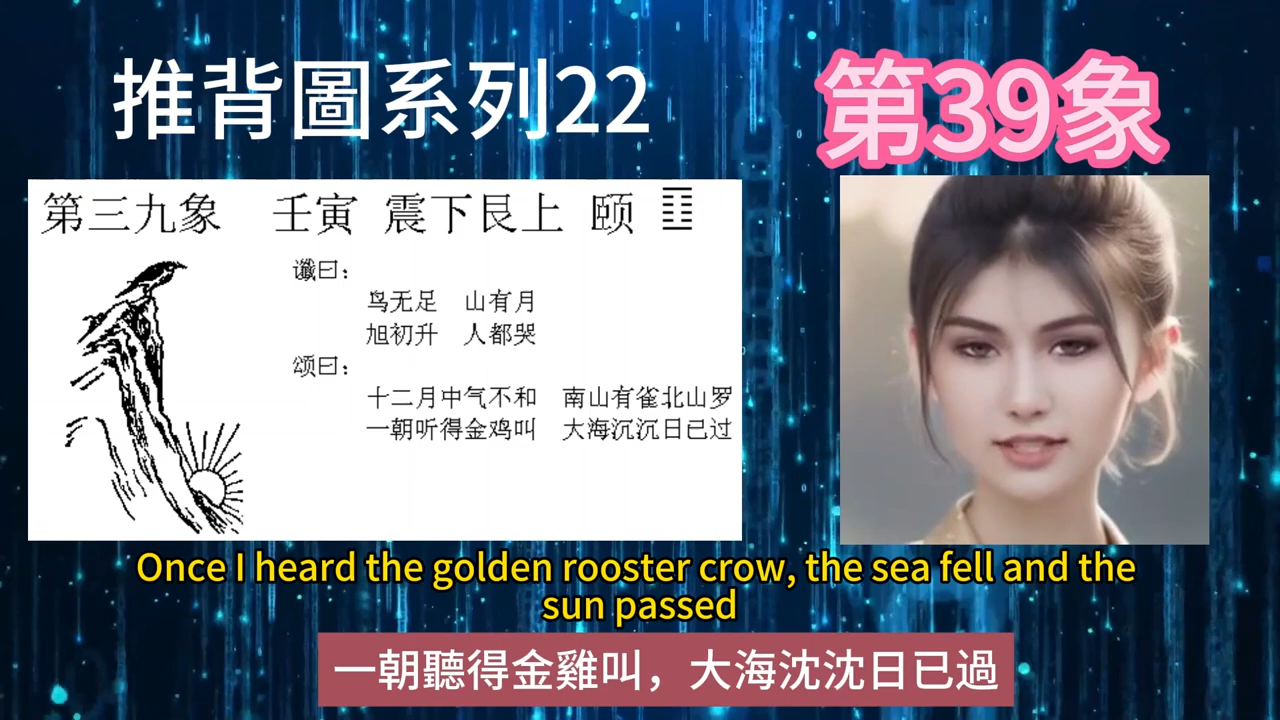 推背圖系列22
第39象
第三九象 壬寅 震下艮上 颐 ䷚
谶曰：
鸟无足 山有月
旭初升 人都哭
颂曰：
十二月中气不和 南山有雀北山罗
一朝听得金鸡叫 大海沉沉日已过
Once I heard the golden rooster crow, the sea fell and the
sun passed
一朝聽得金雞叫，大海沈沈日已過